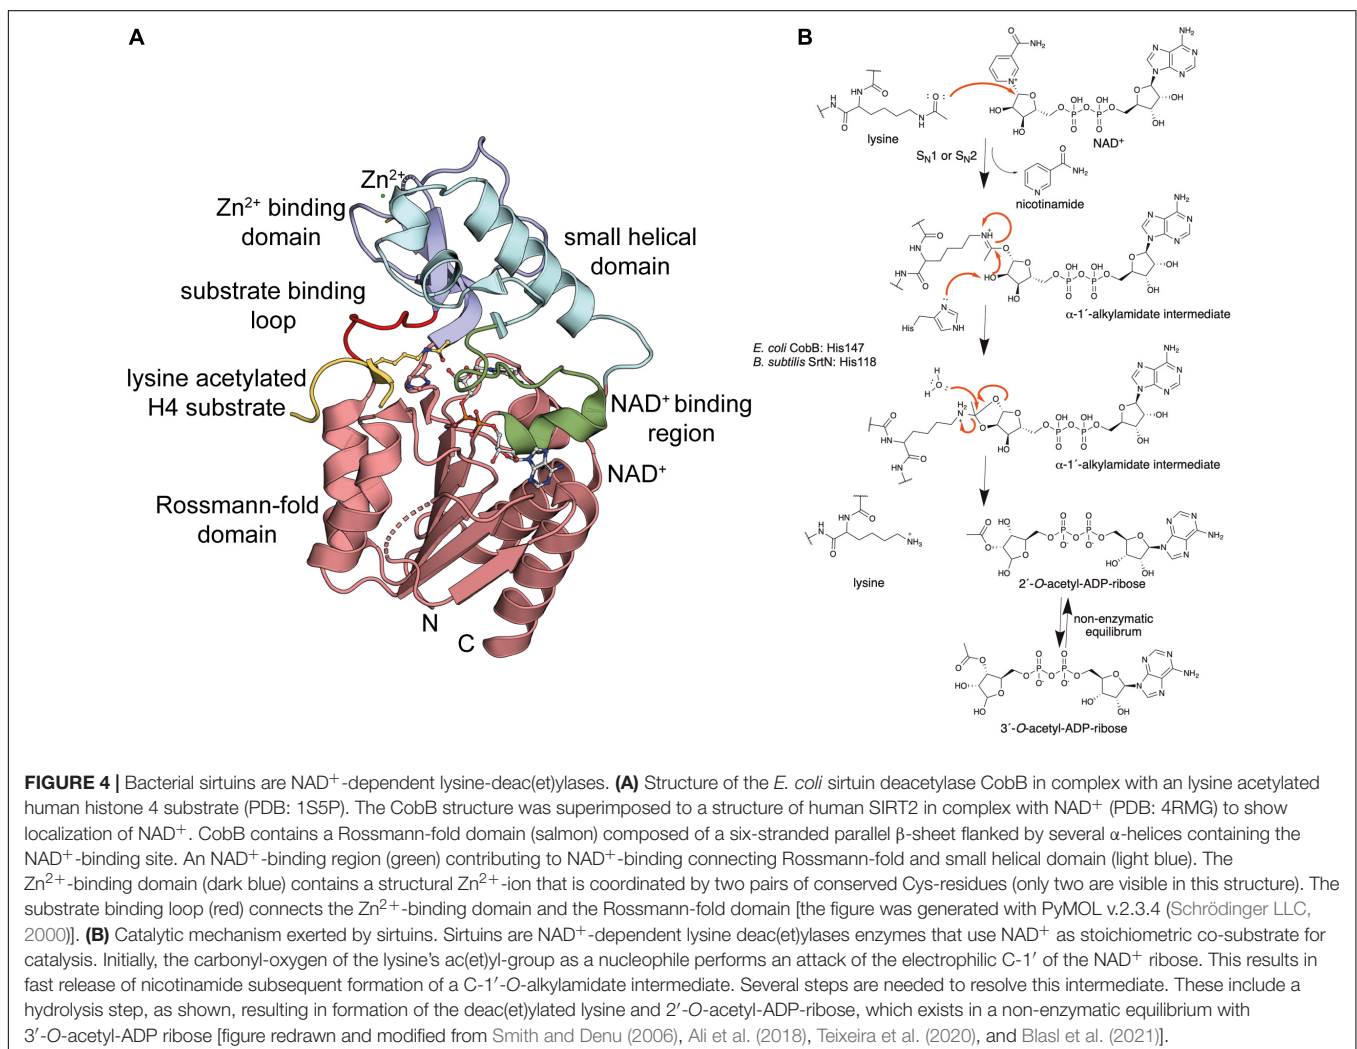 A
Zn2+
Zn2+ binding
domain
small helical
domain
substrate binding
loop
lysine acetylated
H4 substrate
NAD+ binding
region
NAD+
Rossmann-fold
domain
N
C
B
lysine
NAD+
SN1 or SN2
nicotinamide
His
α-1´-alkylamidate intermediate
E. coli CobB: His147
B. subtilis SrtN: His118
α-1´-alkylamidate intermediate
lysine
2´-O-acetyl-ADP-ribose
non-enzymatic
equilibrum
3´-O-acetyl-ADP-ribose
FIGURE 4 | Bacterial sirtuins are NAD+-dependent lysine-deac(et)ylases. (A) Structure of the E. coli sirtuin deacetylase CobB in complex with an lysine acetylated
human histone 4 substrate (PDB: 1S5P). The CobB structure was superimposed to a structure of human SIRT2 in complex with NAD+ (PDB: 4RMG) to show
localization of NAD+. CobB contains a Rossmann-fold domain (salmon) composed of a six-stranded parallel β-sheet flanked by several α-helices containing the
NAD+-binding site. An NAD+-binding region (green) contributing to NAD+-binding connecting Rossmann-fold and small helical domain (light blue). The
Zn2+-binding domain (dark blue) contains a structural Zn2+-ion that is coordinated by two pairs of conserved Cys-residues (only two are visible in this structure). The
substrate binding loop (red) connects the Zn2+-binding domain and the Rossmann-fold domain [the figure was generated with PyMOL v.2.3.4 (Schrödinger LLC,
2000)]. (B) Catalytic mechanism exerted by sirtuins. Sirtuins are NAD+-dependent lysine deac(et)ylases enzymes that use NAD+ as stoichiometric co-substrate for
catalysis. Initially, the carbonyl-oxygen of the lysine's ac(et)yl-group as a nucleophile performs an attack of the electrophilic C-1′ of the NAD+ ribose. This results in
fast release of nicotinamide subsequent formation of a C-1′-O-alkylamidate intermediate. Several steps are needed to resolve this intermediate. These include a
hydrolysis step, as shown, resulting in formation of the deac(et)ylated lysine and 2′-O-acetyl-ADP-ribose, which exists in a non-enzymatic equilibrium with
3′-O-acetyl-ADP ribose [figure redrawn and modified from Smith and Denu (2006), Ali et al. (2018), Teixeira et al. (2020), and Blasl et al. (2021)].